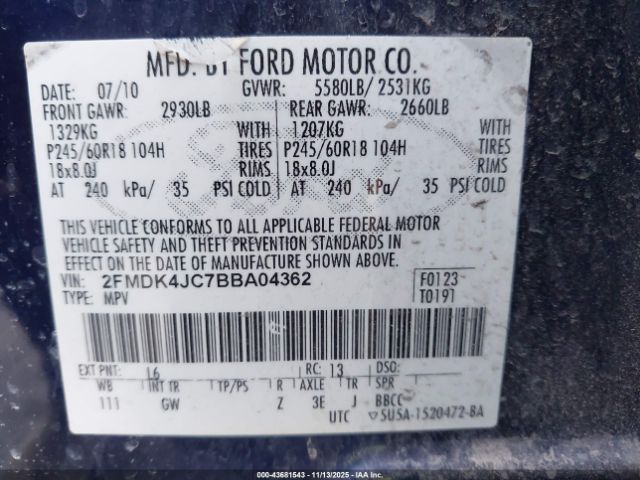 MFD. BY FORD MOTOR CO.
DATE: 07/10 GVWR: 5580LB/ 2531KG
FRONT GAWR: 2930LB REAR GAWR: 2660LB
1329KG WITH 1207KG WITH
P245/60R18 104H TIRES P245/60R18 104H TIRES
18x8.0J RIMS 18x8.0J RIMS
AT 240 kPa/ 35 PSI COLD AT 240 kPa/ 35 PSI COLD
THIS VEHICLE CONFORMS TO ALL APPLICABLE FEDERAL MOTOR
VEHICLE SAFETY AND THEFT PREVENTION STANDARDS IN
EFFECT ON THE DATE OF MANUFACTURE SHOWN ABOVE.
VIN: 2FMDK4JC7BBA04362 F0123
TYPE: MPV T0191
EXT PNT: L6 RC: 13 DSO:
WB INT TR TP/PS R AXLE TR SPR
111 GW Z 3E J BBCC
UTC ▽5U5A-1520472-BA
000-43681543 | 11/13/2025 - IAA